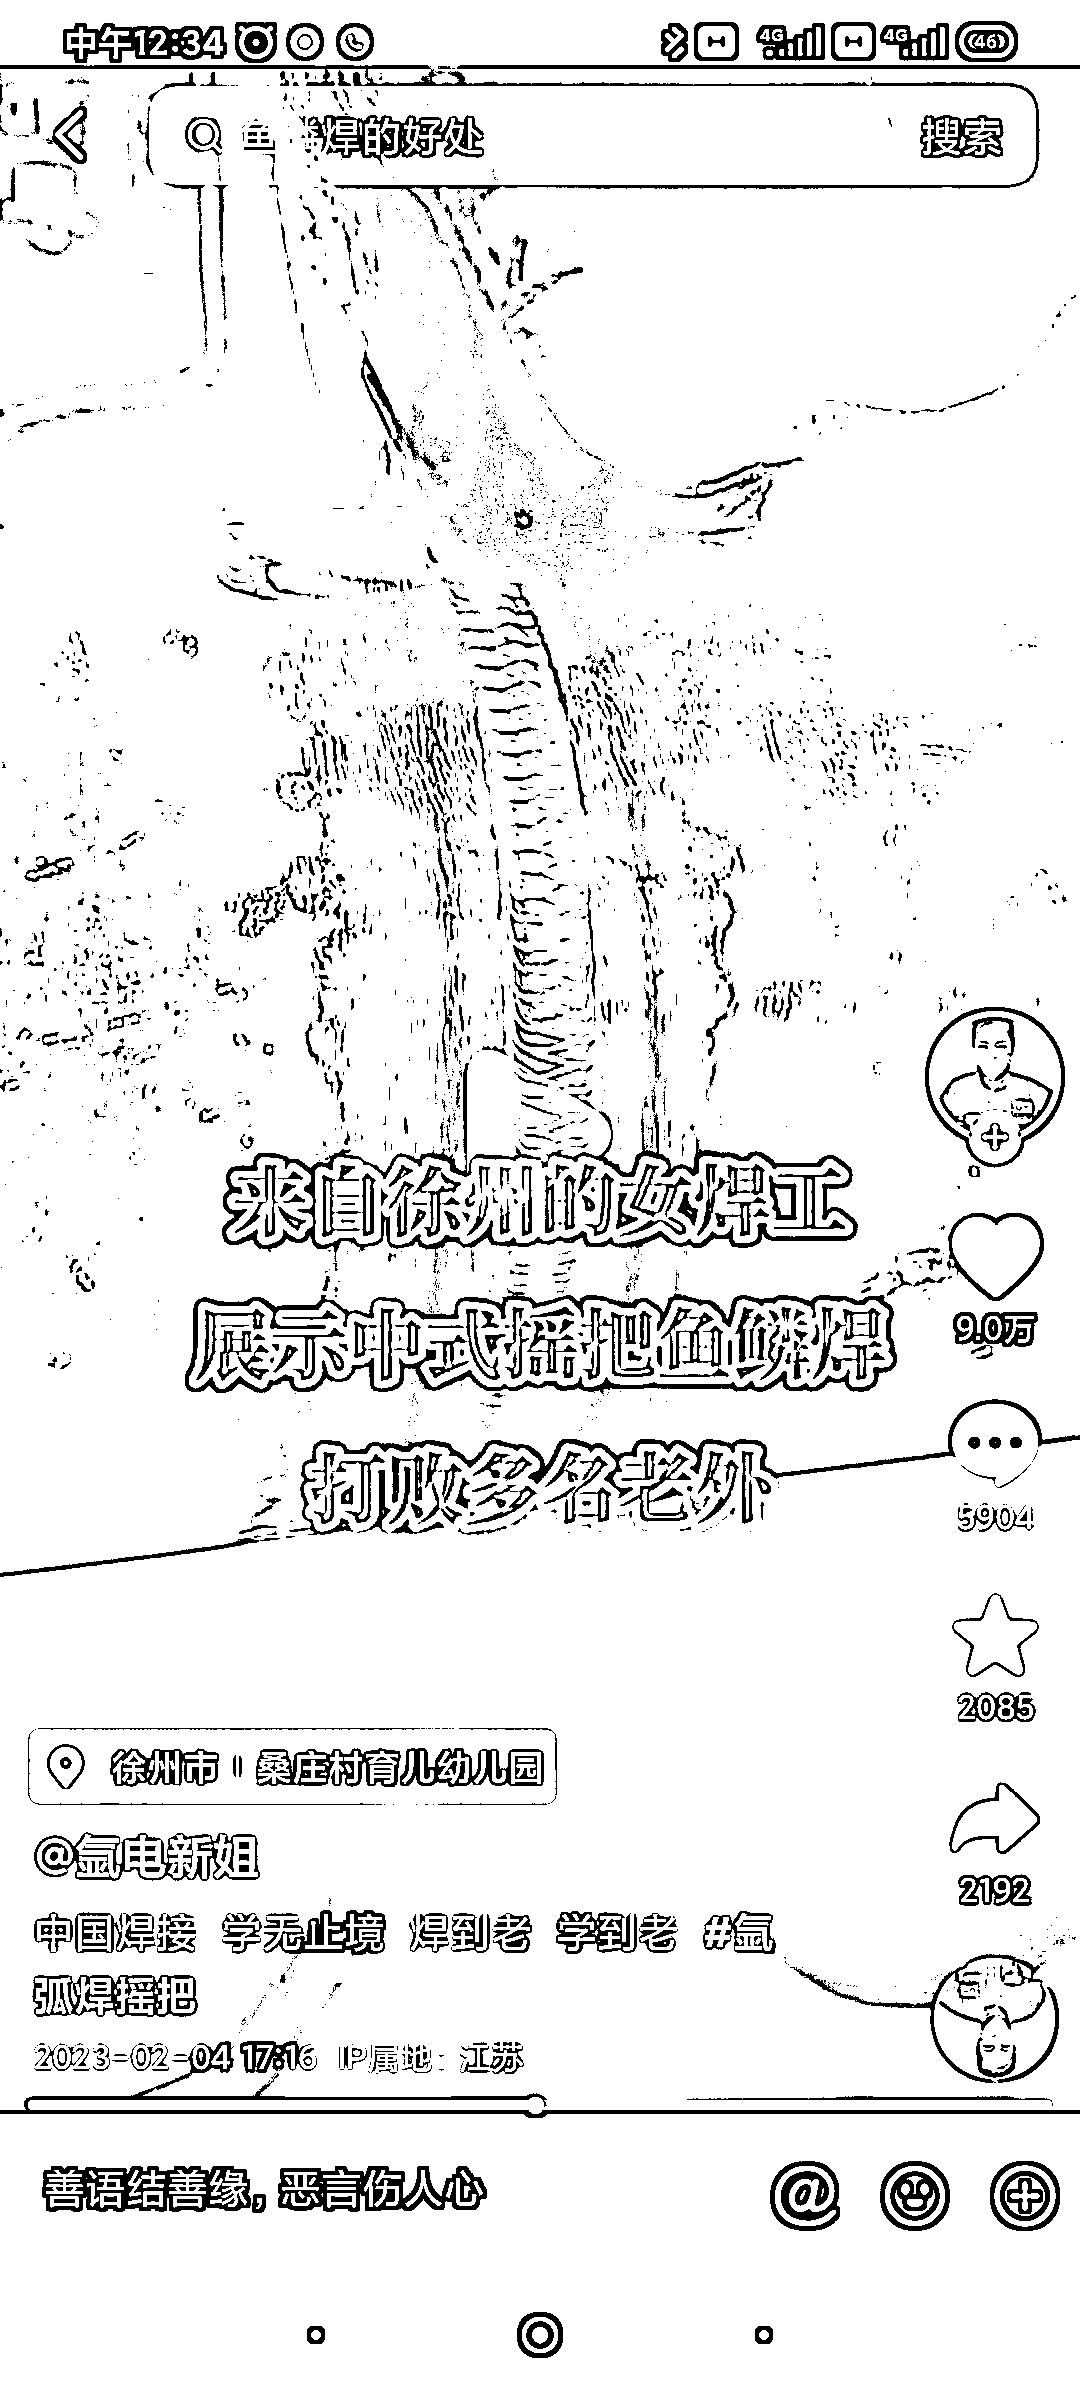 中午12:34 4G 4G 46
鱼鳞焊的好处 搜索
来自徐州的女焊工
展示中式摇把鱼鳞焊
打败多名老外
9.0万
5904
2085
2192
徐州市 桑庄村育儿幼儿园
@氩电新姐
中国焊接 学无止境 焊到老 学到老 #氩
弧焊摇把
2023-02-04 17:16 IP属地:江苏
善语结善缘,恶言伤人心